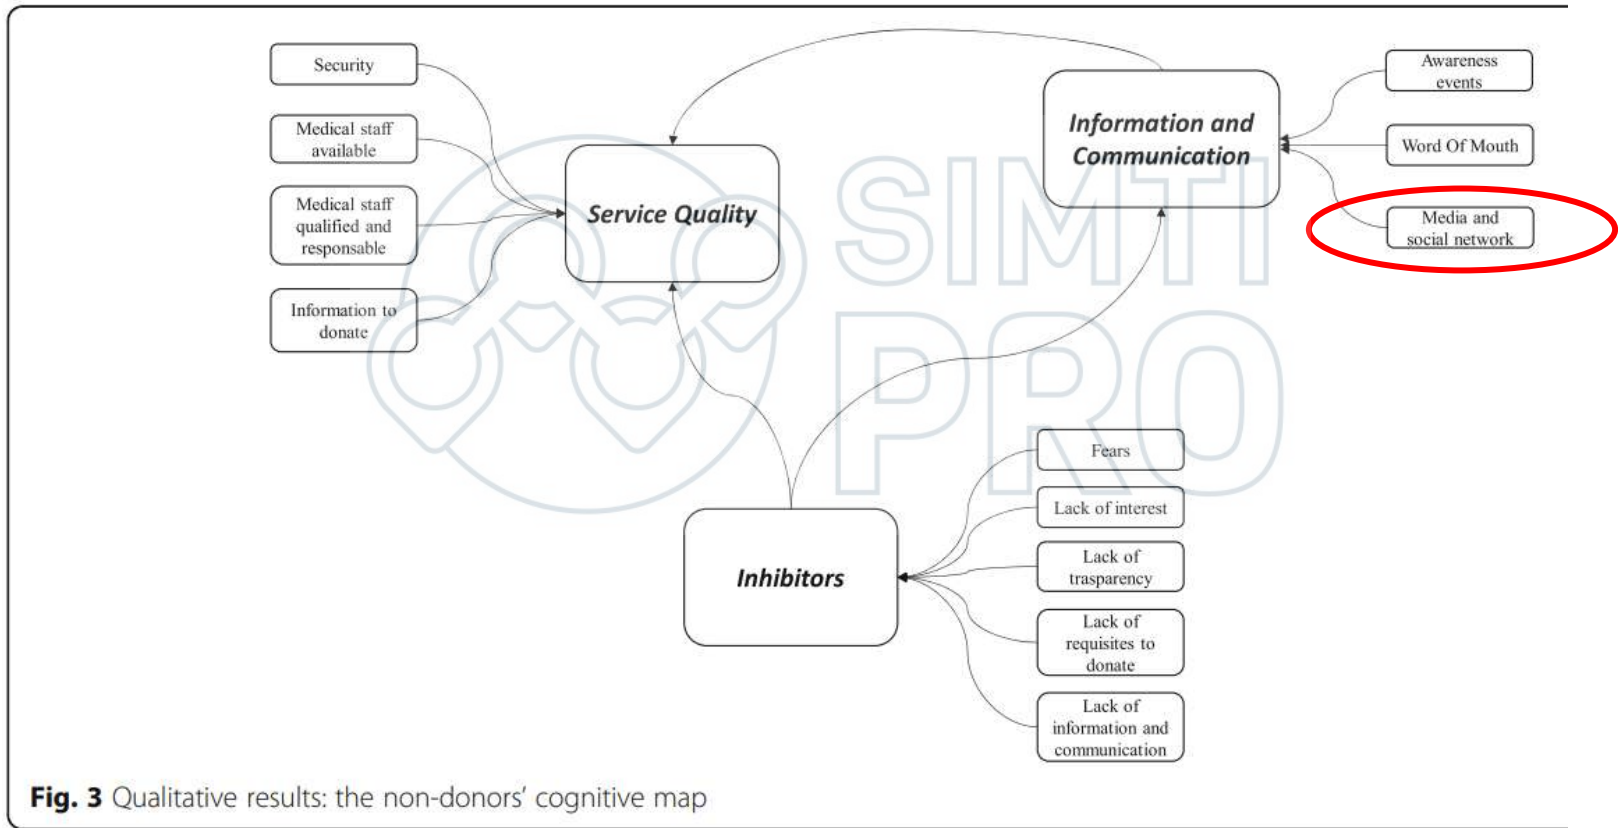 Security
Medical staff
available
Medical staff
qualified and
responsable
Information to
donate
Service Quality
Information and
Communication
Awareness
events
Word Of Mouth
Media and
social network
SIMTI
PRO
Inhibitors
Fears
Lack of interest
Lack of
trasparency
Lack of
requisites to
donate
Lack of
information and
communication
Fig. 3 Qualitative results: the non-donors' cognitive map